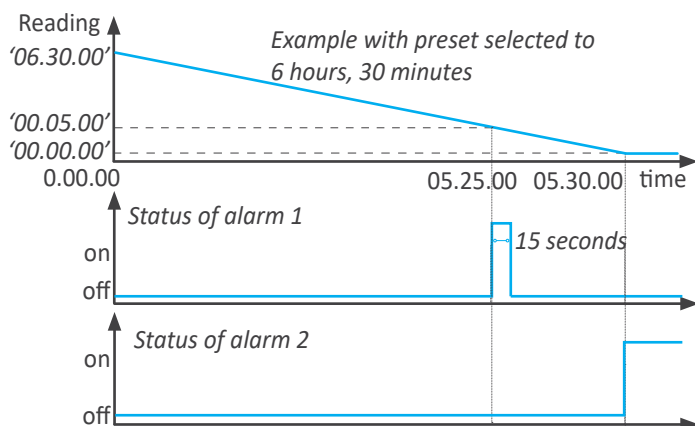 Reading
‘06.30.00’
Example with preset selected to
6 hours, 30 minutes
‘00.05.00’
‘00.00.00’
0.00.00
05.25.00
05.30.00
time
Status of alarm 1
on
15 seconds
off
Status of alarm 2
on
off